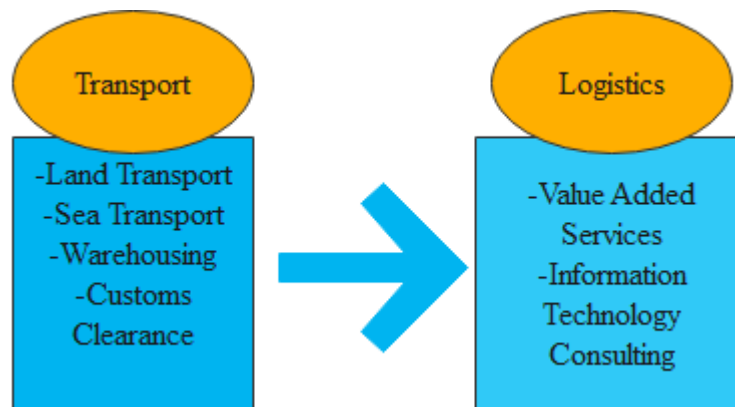 Transport
-Land Transport
-Sea Transport
-Warehousing
-Customs
Clearance
Logistics
-Value Added
Services
-Information
Technology
Consulting